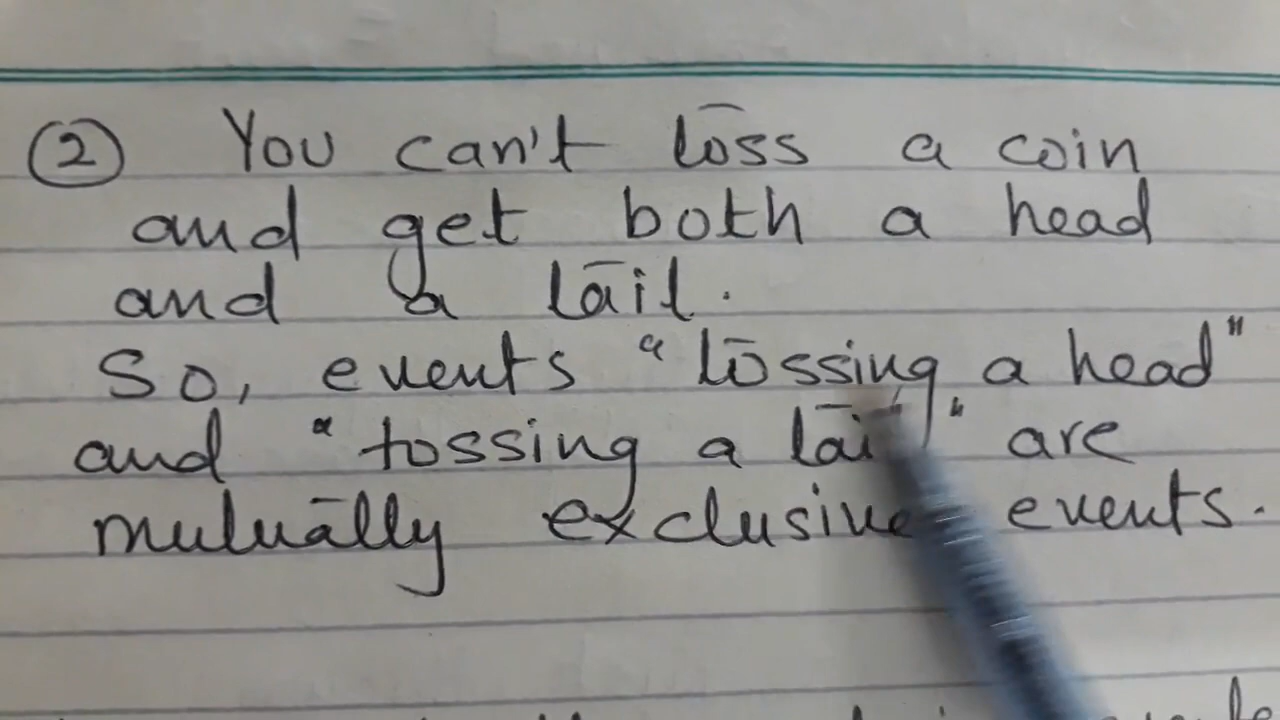 ② You can't toss a coin
and get both a head
and a tail.
So, events "tossing a head"
and "tossing a tail" are
mutually exclusive events.